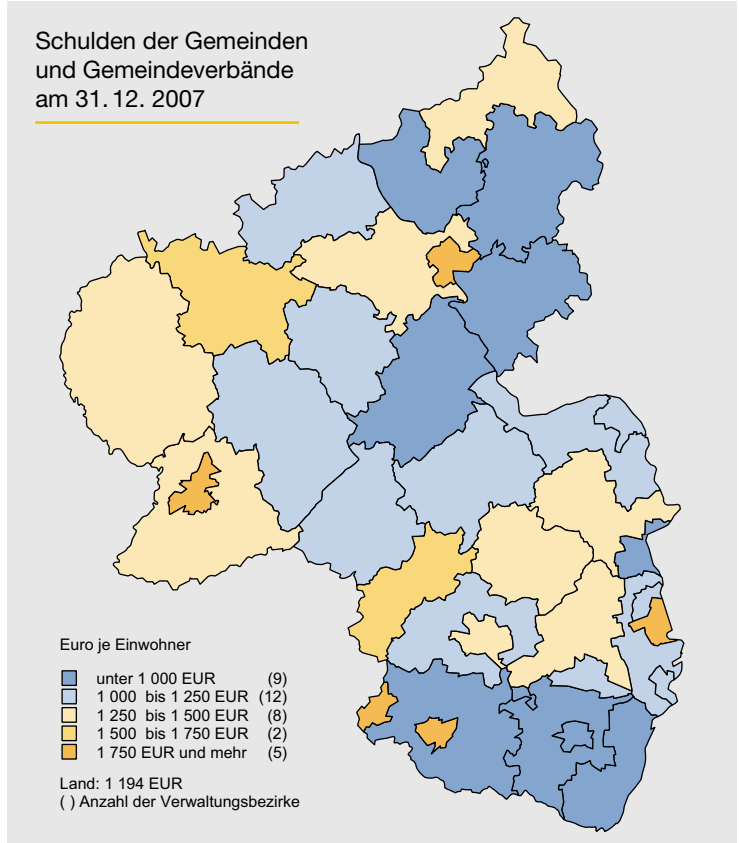 Schulden der Gemeinden
und Gemeindeverbände
am 31. 12. 2007
Euro je Einwohner
unter 1 000 EUR (9)
1 000 bis 1 250 EUR (12)
1 250 bis 1 500 EUR (8)
1 500 bis 1 750 EUR (2)
1 750 EUR und mehr (5)
Land: 1 194 EUR
( ) Anzahl der Verwaltungsbezirke